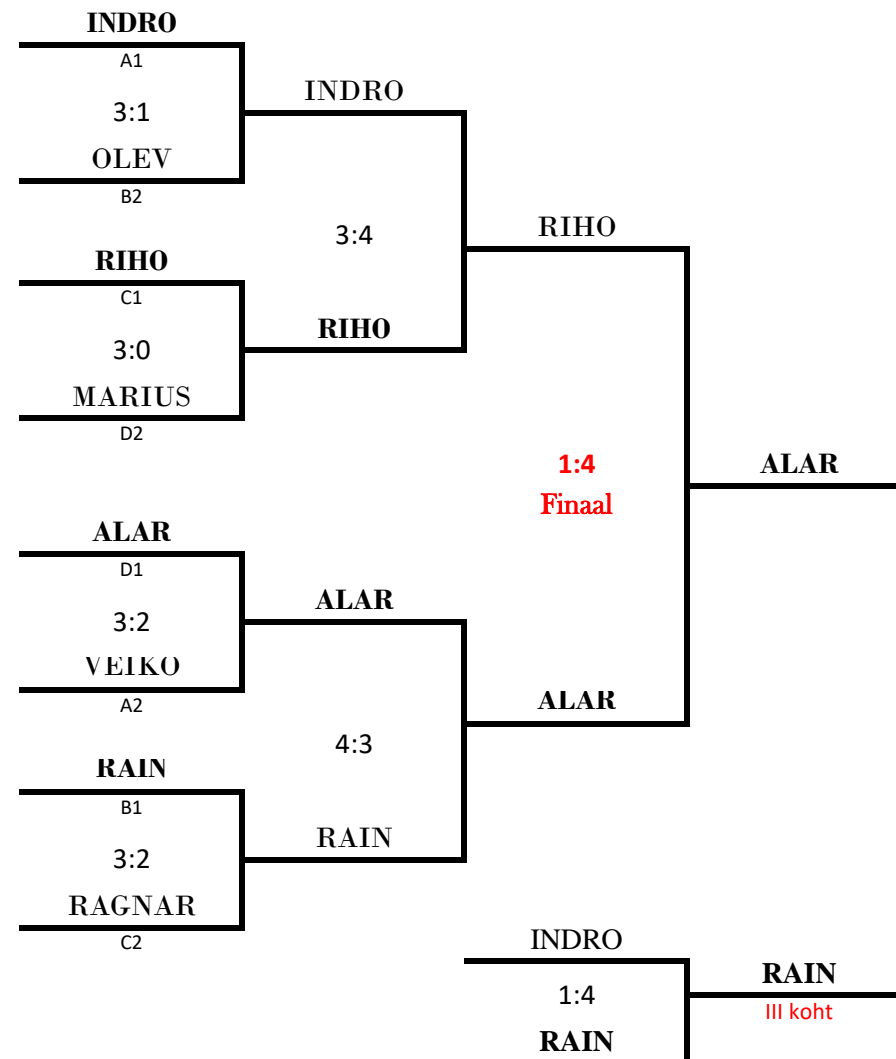 INDRO
A1
3:1
INDRO
OLEV
B2
3:4
RIHO
RIHO
C1
3:0
RIHO
MARIUS
D2
1:4
ALAR
Finaal
ALAR
D1
3:2
ALAR
VEIKO
A2
ALAR
4:3
RAIN
B1
3:2
RAIN
RAGNAR
C2
INDRO
1:4
RAIN
III koht
RAIN